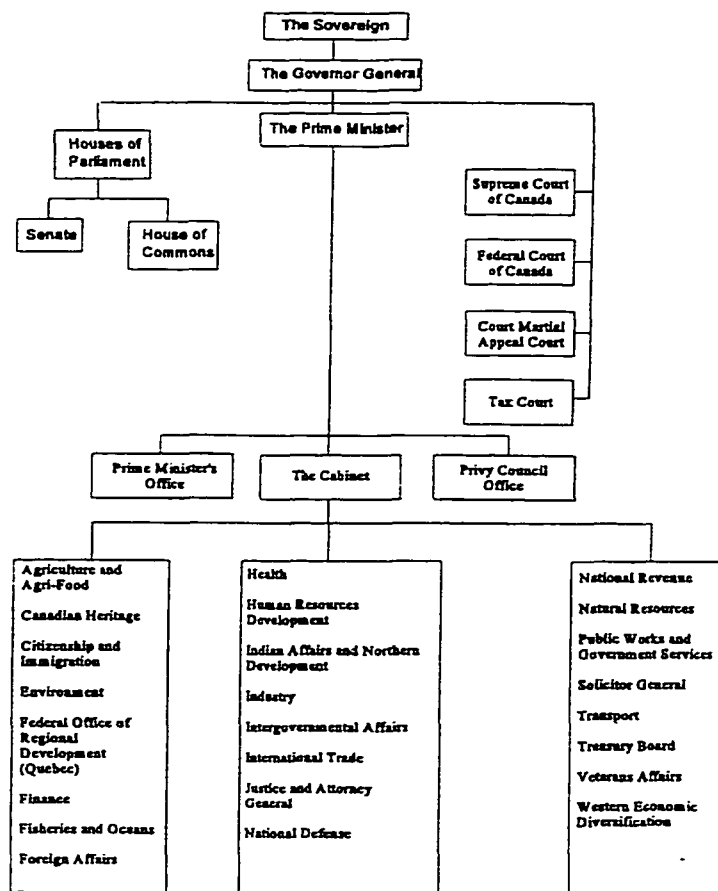 The Sovereign
The Governor General
The Prime Minister
Houses of
Parliament
Senate
House of
Commons
Supreme Court
of Canada
Federal Court
of Canada
Court Martial
Appeal Court
Tax Court
Prime Minister's
Office
The Cabinet
Privy Council
Office
Agriculture and
Agri-Food
Canadian Heritage
Citizenship and
Immigration
Environment
Federal Office of
Regional
Development
(Quebec)
Finance
Fisheries and Oceans
Foreign Affairs
Health
Human Resources
Development
Indian Affairs and Northern
Development
Industry
Intergovernmental Affairs
International Trade
Justice and Attorney
General
National Defense
National Revenue
Natural Resources
Public Works and
Government Services
Solicitor General
Transport
Treasury Board
Veterans Affairs
Western Economic
Diversification